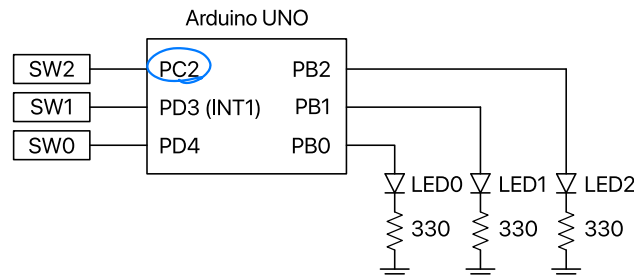 Arduino UNO
SW2 PC2 PB2
SW1 PD3 (INT1) PB1
SW0 PD4 PB0
LED0 LED1 LED2
330 330 330